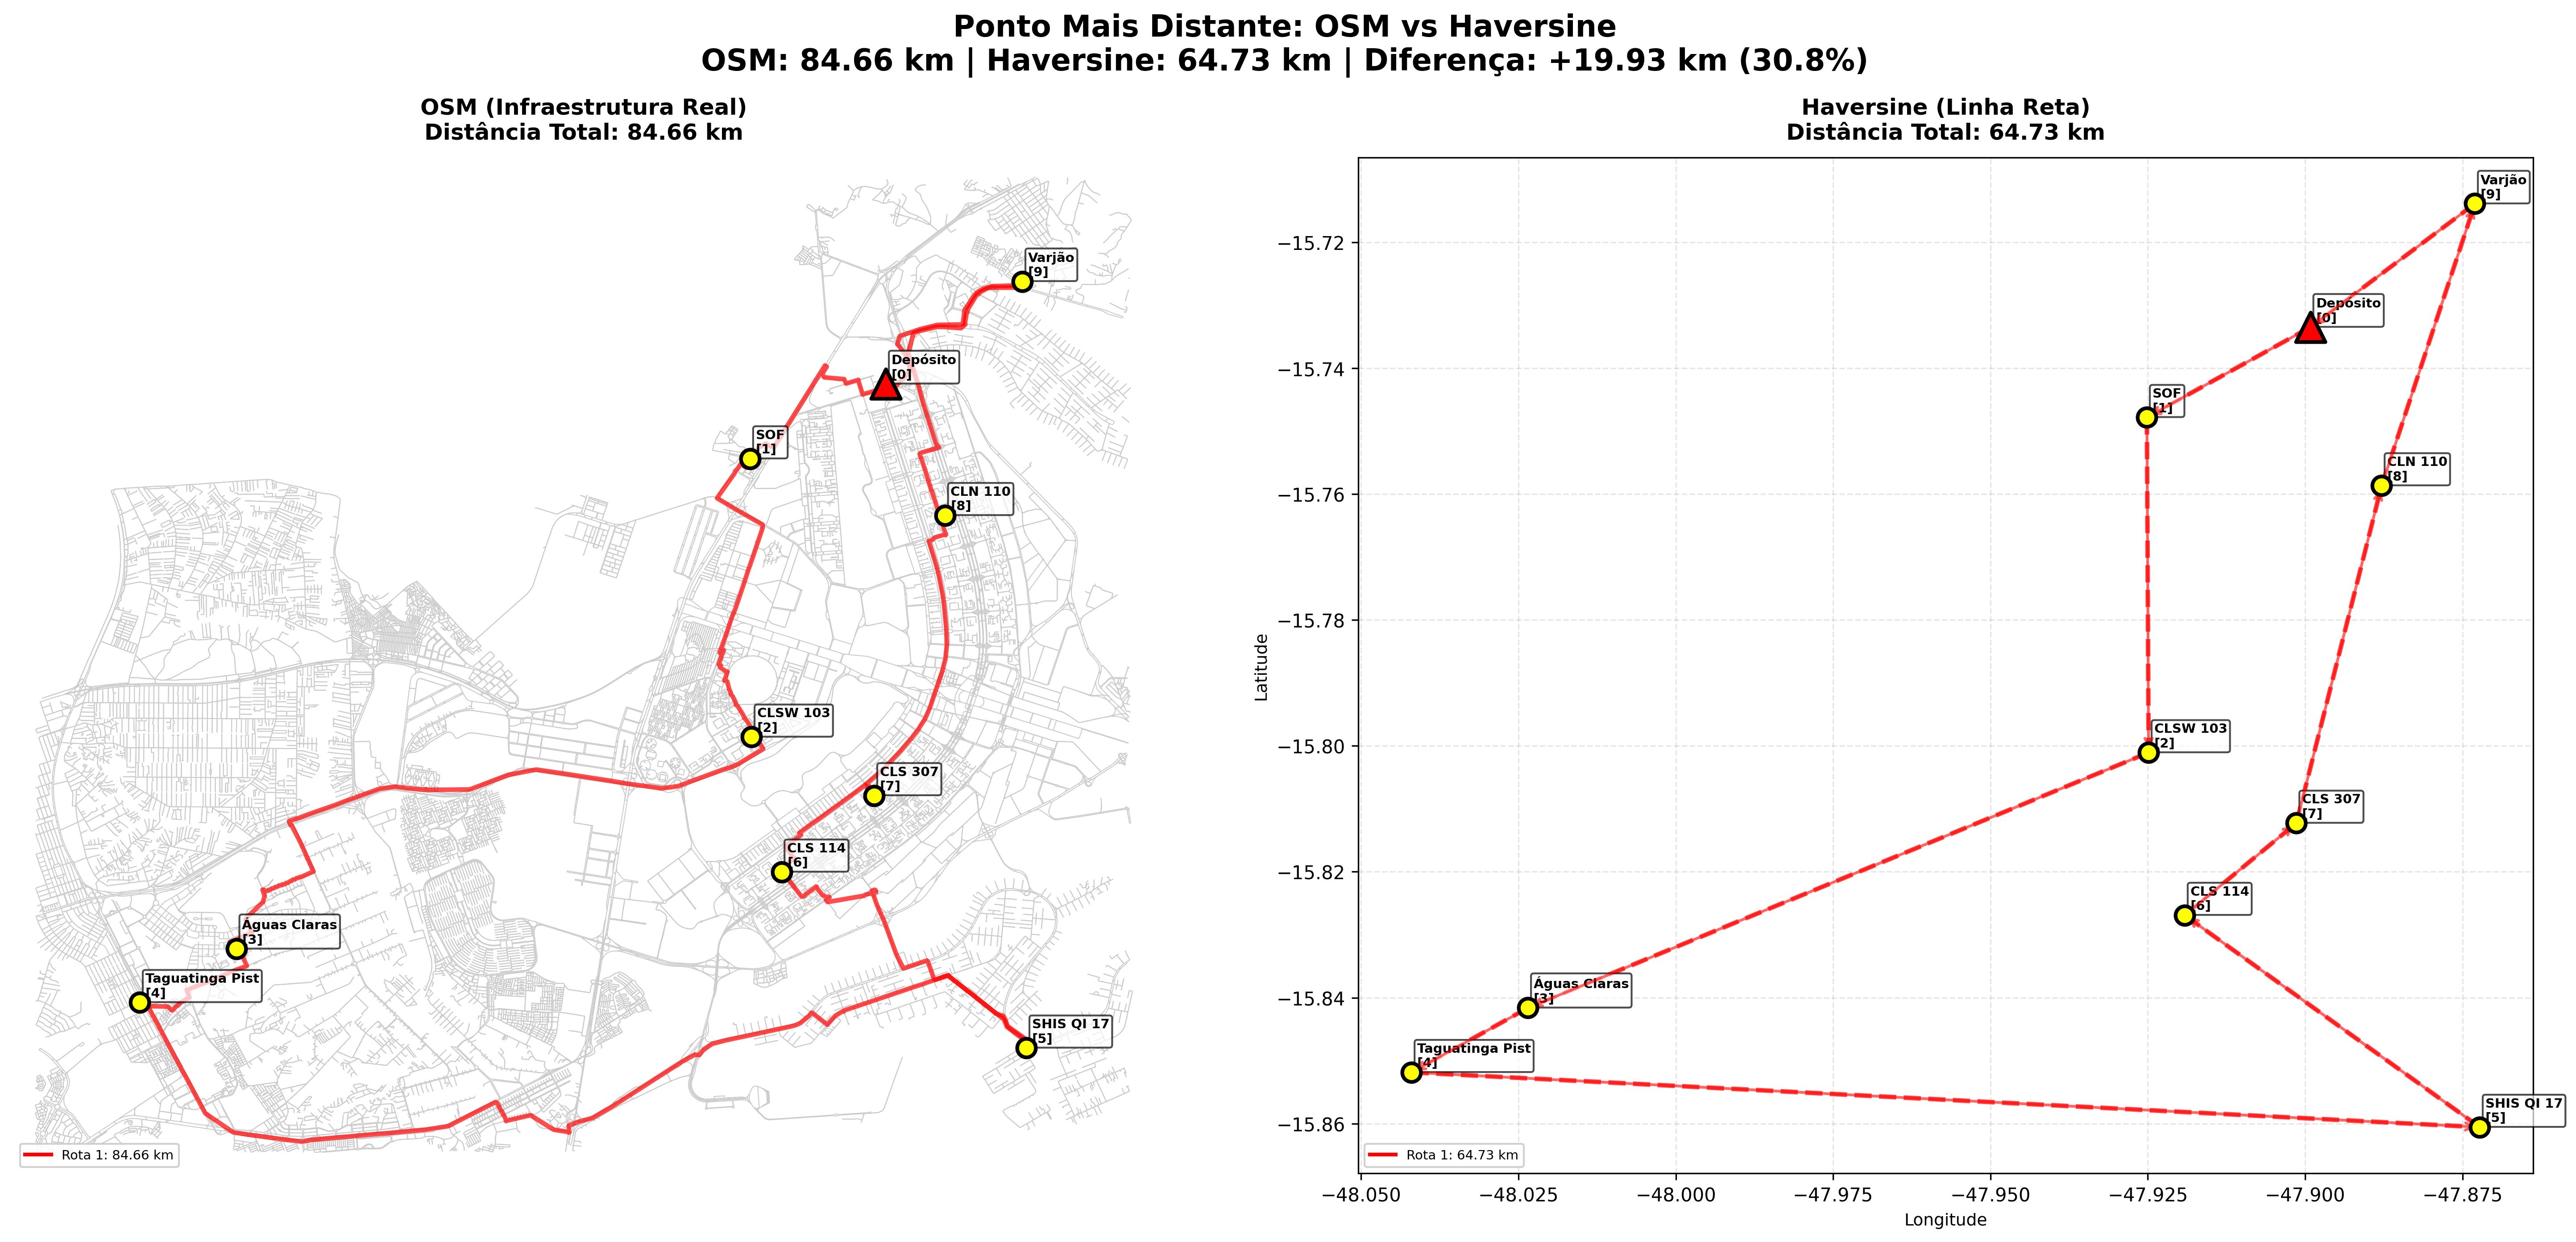 Ponto Mais Distante: OSM vs Haversine
OSM: 84.66 km | Haversine: 64.73 km | Diferença: +19.93 km (30.8%)
OSM (Infraestrutura Real)
Distância Total: 84.66 km
Varjão
[9]
Depósito
[0]
SOF
[1]
CLN 110
[8]
CLSW 103
[2]
CLS 307
[7]
CLS 114
[6]
Águas Claras
[3]
Taguatinga Pist
[4]
SHIS QI 17
[5]
Rota 1: 84.66 km
Haversine (Linha Reta)
Distância Total: 64.73 km
Varjão
[9]
Depósito
[0]
SOF
[1]
CLN 110
[8]
CLSW 103
[2]
CLS 307
[7]
CLS 114
[6]
Águas Claras
[3]
Taguatinga Pist
[4]
SHIS QI 17
[5]
Rota 1: 64.73 km
−15.72
−15.74
−15.76
−15.78
−15.80
−15.82
−15.84
−15.86
Latitude
−48.050
−48.025
−48.000
−47.975
−47.950
−47.925
−47.900
−47.875
Longitude